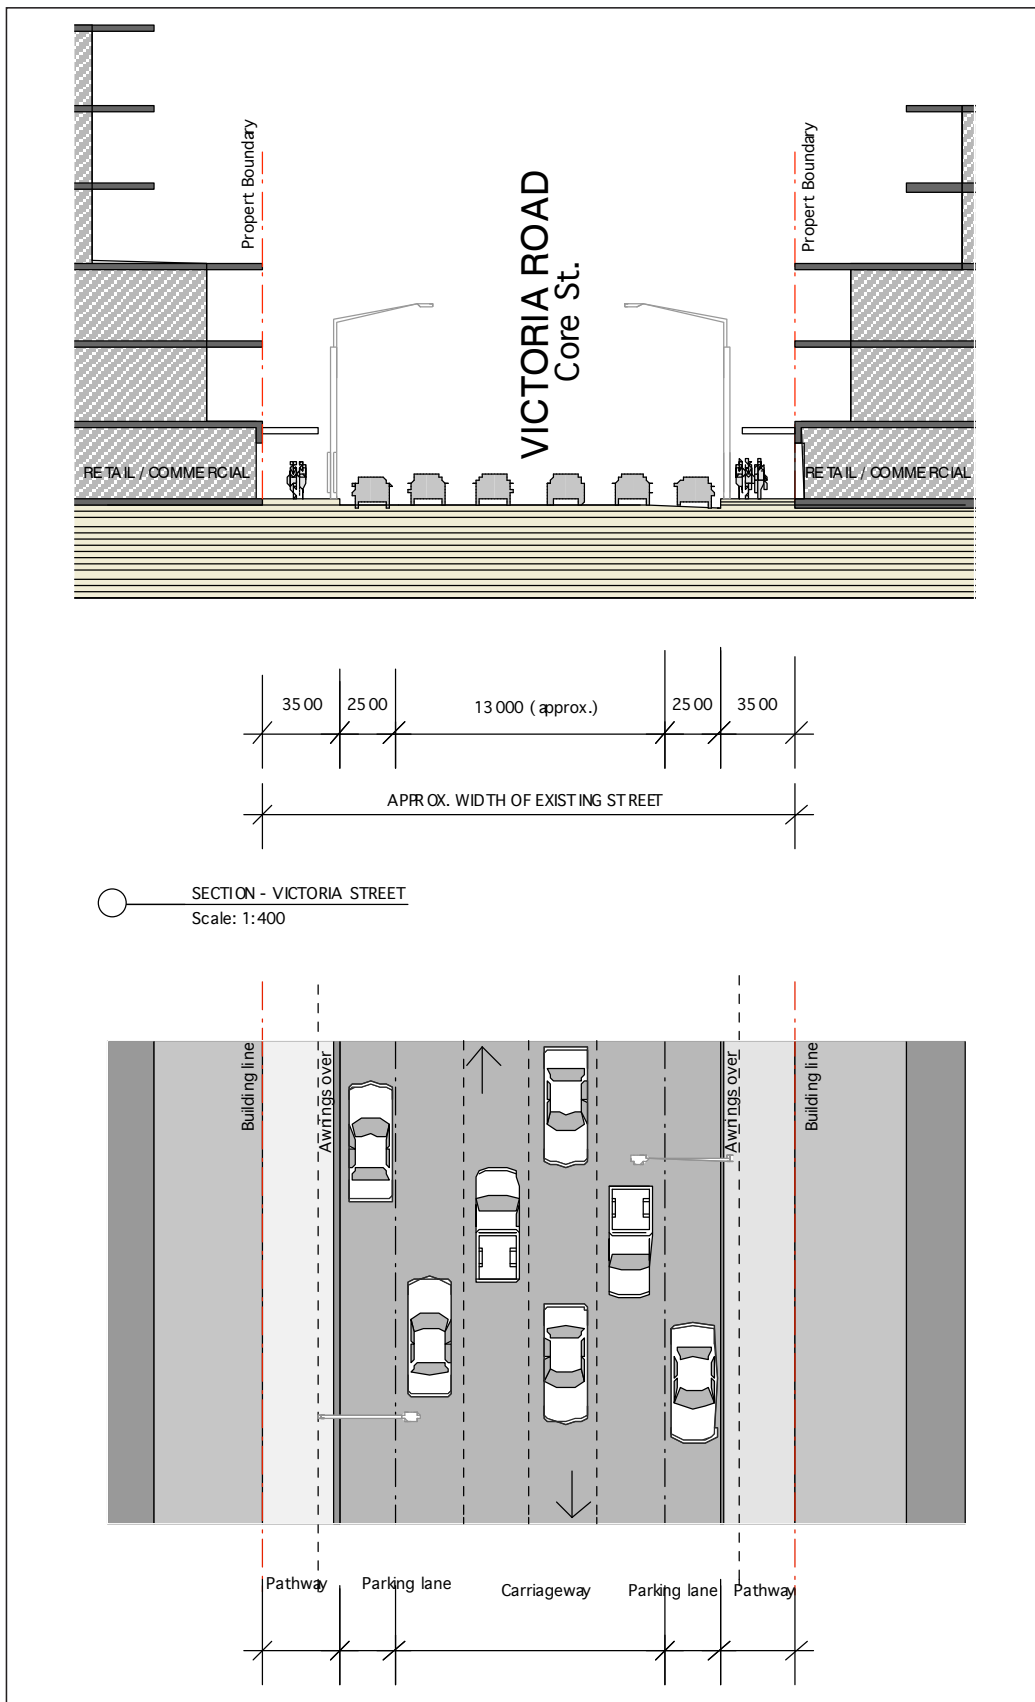 Propert Boundary
VICTORIA ROAD
Core St.
Propert Boundary
RETAIL / COMMERCIAL
RETAIL / COMMERCIAL
3500 2500 13000 (approx.) 2500 3500
APPROX. WIDTH OF EXISTING STREET
SECTION - VICTORIA STREET
Scale: 1:400
Building line
Awnings over
Awnings over
Building line
Pathway Parking lane Carriageway Parking lane Pathway